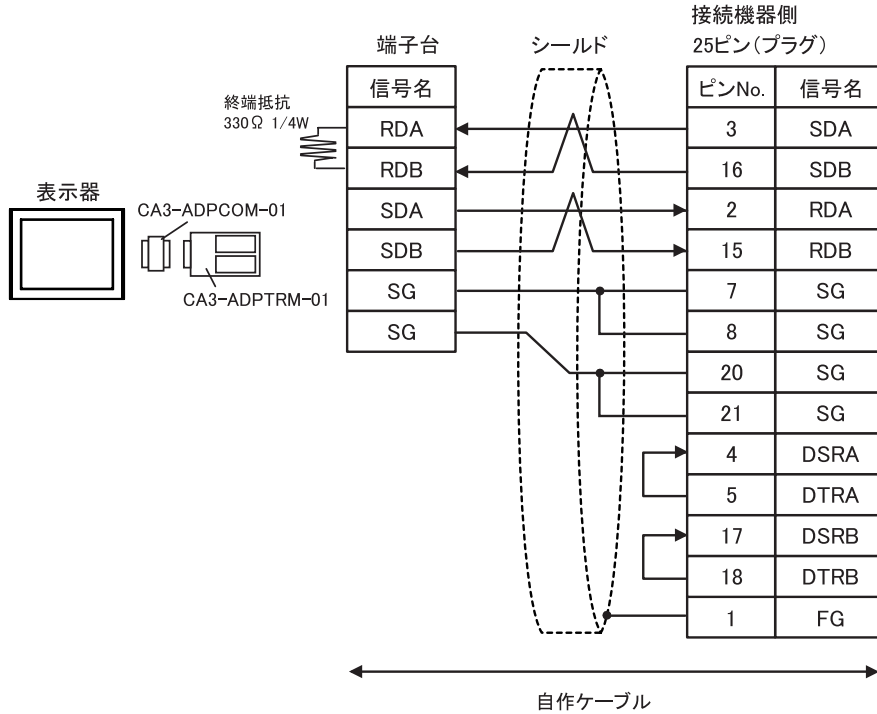 接続機器側
端子台
シールド
25ピン(プラグ)
信号名
ピンNo. 信号名
終端抵抗
330Ω 1/4W
RDA 3 SDA
RDB 16 SDB
表示器
CA3-ADPCOM-01
SDA 2 RDA
SDB 15 RDB
CA3-ADPTRM-01
SG 7 SG
SG 8 SG
20 SG
21 SG
4 DSRA
5 DTRA
17 DSRB
18 DTRB
1 FG
自作ケーブル